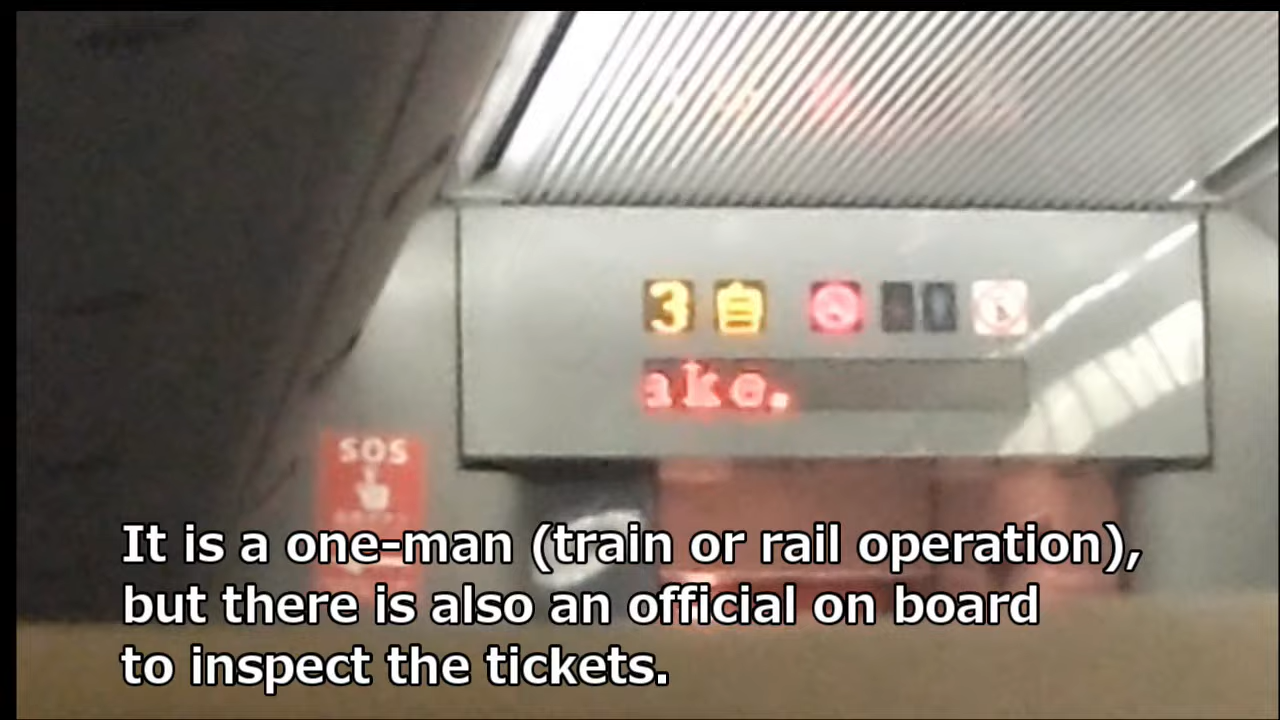 3 自
ake.
SOS
It is a one-man (train or rail operation),
but there is also an official on board
to inspect the tickets.